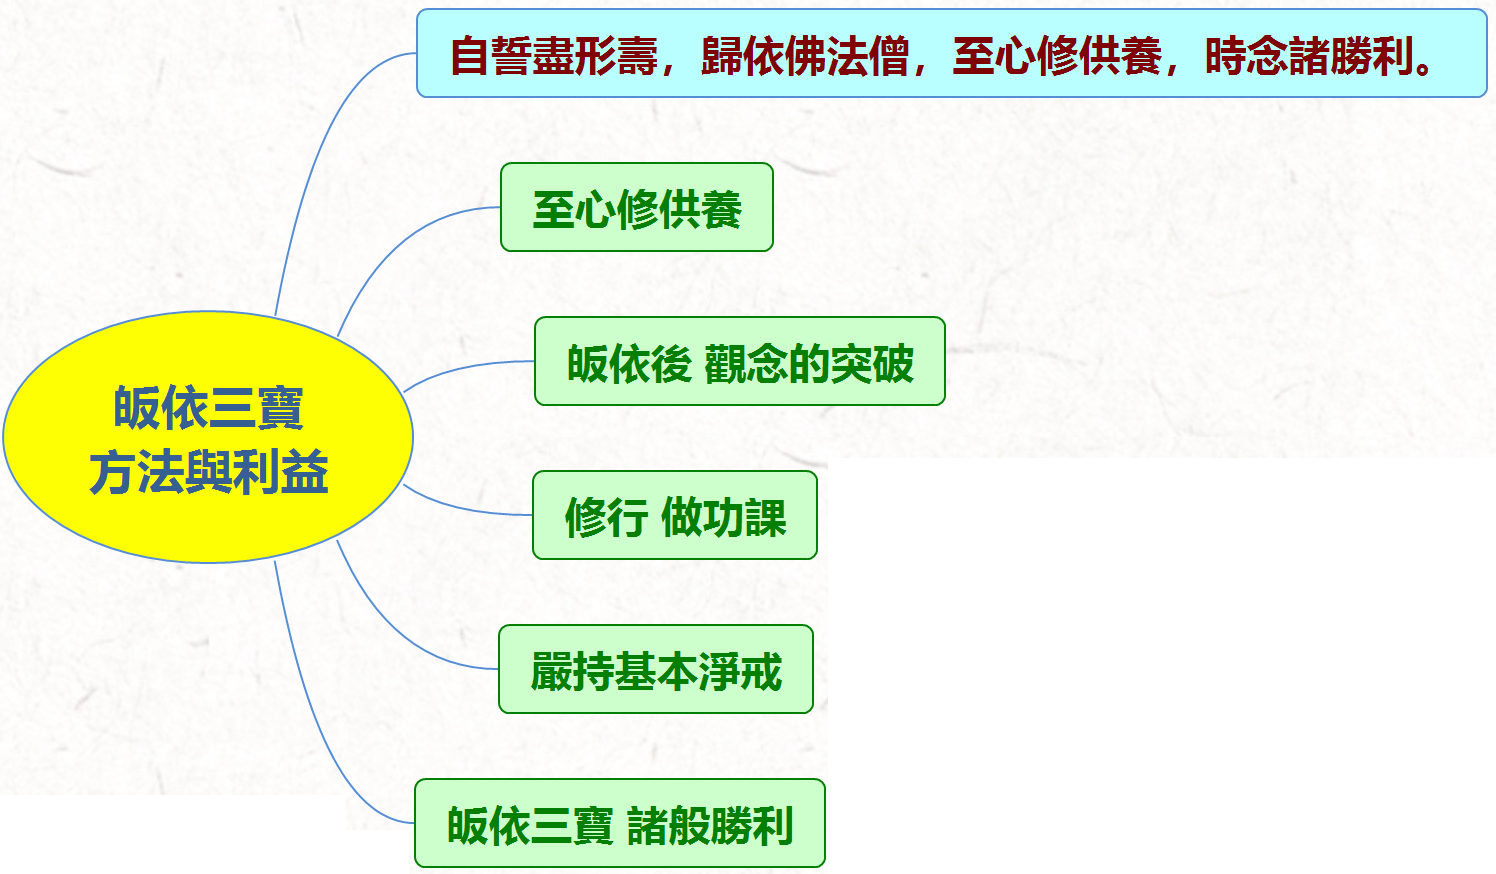 自誓盡形壽，歸依佛法僧，至心修供養，時念諸勝利。
至心修供養
皈依後 觀念的突破
皈依三寶
方法與利益
修行 做功課
嚴持基本淨戒
皈依三寶 諸般勝利